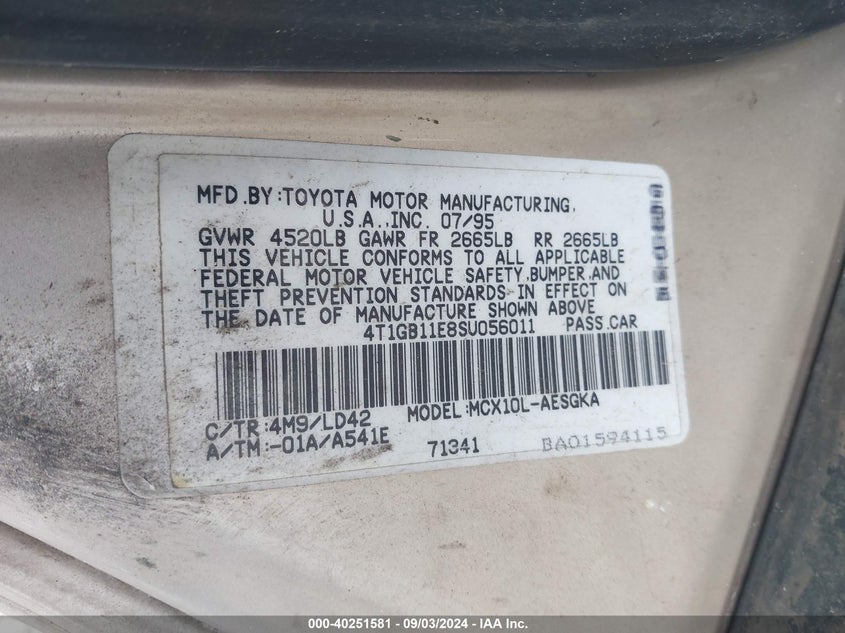 MFD.BY:TOYOTA MOTOR MANUFACTURING,
U.S.A.,INC. 07/95
GVWR 4520LB GAWR FR 2665LB RR 2665LB
THIS VEHICLE CONFORMS TO ALL APPLICABLE
FEDERAL MOTOR VEHICLE SAFETY,BUMPER,AND
THEFT PREVENTION STANDARDS IN EFFECT ON
THE DATE OF MANUFACTURE SHOWN ABOVE
4T1GB11E8SU056011 PASS.CAR
C/TR:4M9/LD42 MODEL:MCX10L-AESGKA
A/TM:-01A/A541E 71341 BA01594115
000-40251581 - 09/03/2024 - IAA Inc.